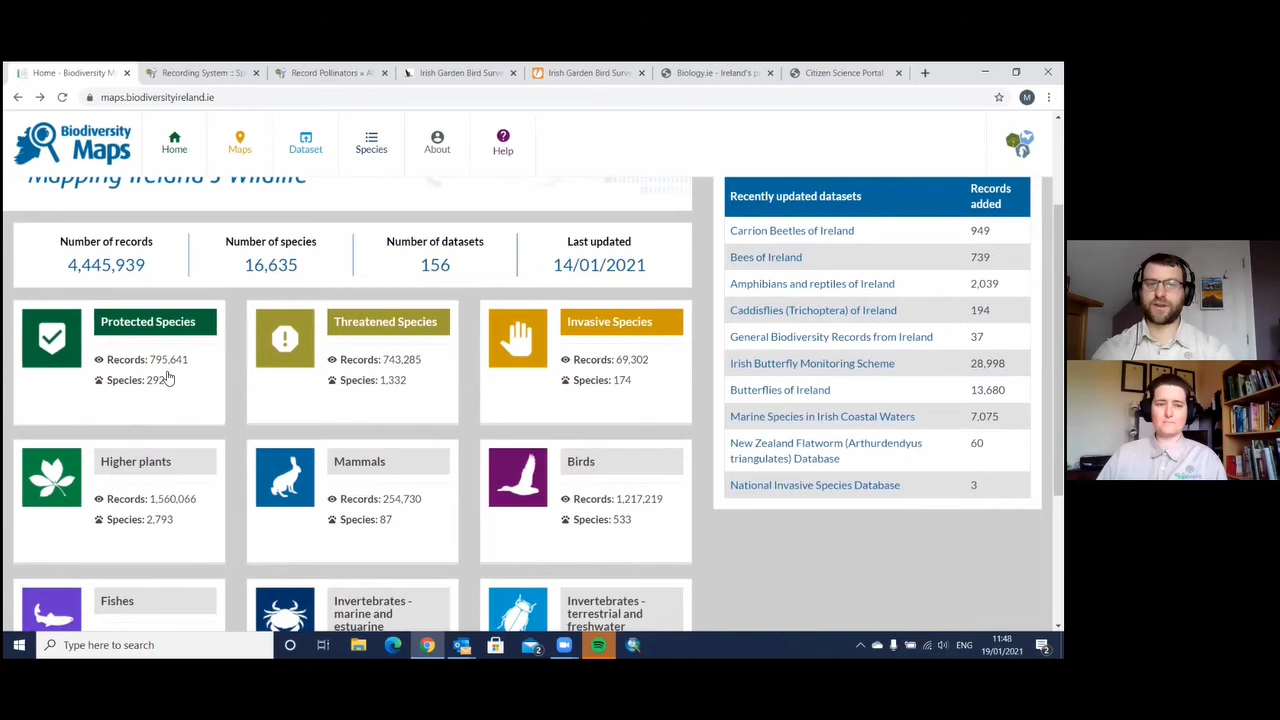 Home - Biodiversity M
Recording System :: Sp
Record Pollinators » A
Irish Garden Bird Surv
Irish Garden Bird Surve
Biology.ie - Ireland's p
Citizen Science Portal
maps.biodiversityireland.ie
M
Biodiversity
Maps
Home
Maps
Dataset
Species
About
Help
Mapping Ireland's Wildlife
Number of records
4,445,939
Number of species
16,635
Number of datasets
156
Last updated
14/01/2021
Protected Species
Records: 795,641
Species: 292
Threatened Species
Records: 743,285
Species: 1,332
Invasive Species
Records: 69,302
Species: 174
Higher plants
Records: 1,560,066
Species: 2,793
Mammals
Records: 254,730
Species: 87
Birds
Records: 1,217,219
Species: 533
Fishes
Invertebrates -
marine and
estuarine
Invertebrates -
terrestrial and
freshwater
Recently updated datasets
Records
added
Carrion Beetles of Ireland 949
Bees of Ireland 739
Amphibians and reptiles of Ireland 2,039
Caddisflies (Trichoptera) of Ireland 194
General Biodiversity Records from Ireland 37
Irish Butterfly Monitoring Scheme 28,998
Butterflies of Ireland 13,680
Marine Species in Irish Coastal Waters 7,075
New Zealand Flatworm (Arthurdendyus
triangulates) Database 60
National Invasive Species Database 3
Type here to search
2
ENG
11:48
19/01/2021
2